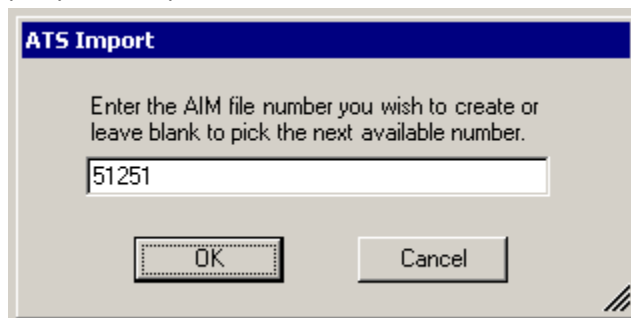 ATS Import
Enter the AIM file number you wish to create or
leave blank to pick the next available number.
51251
OK
Cancel